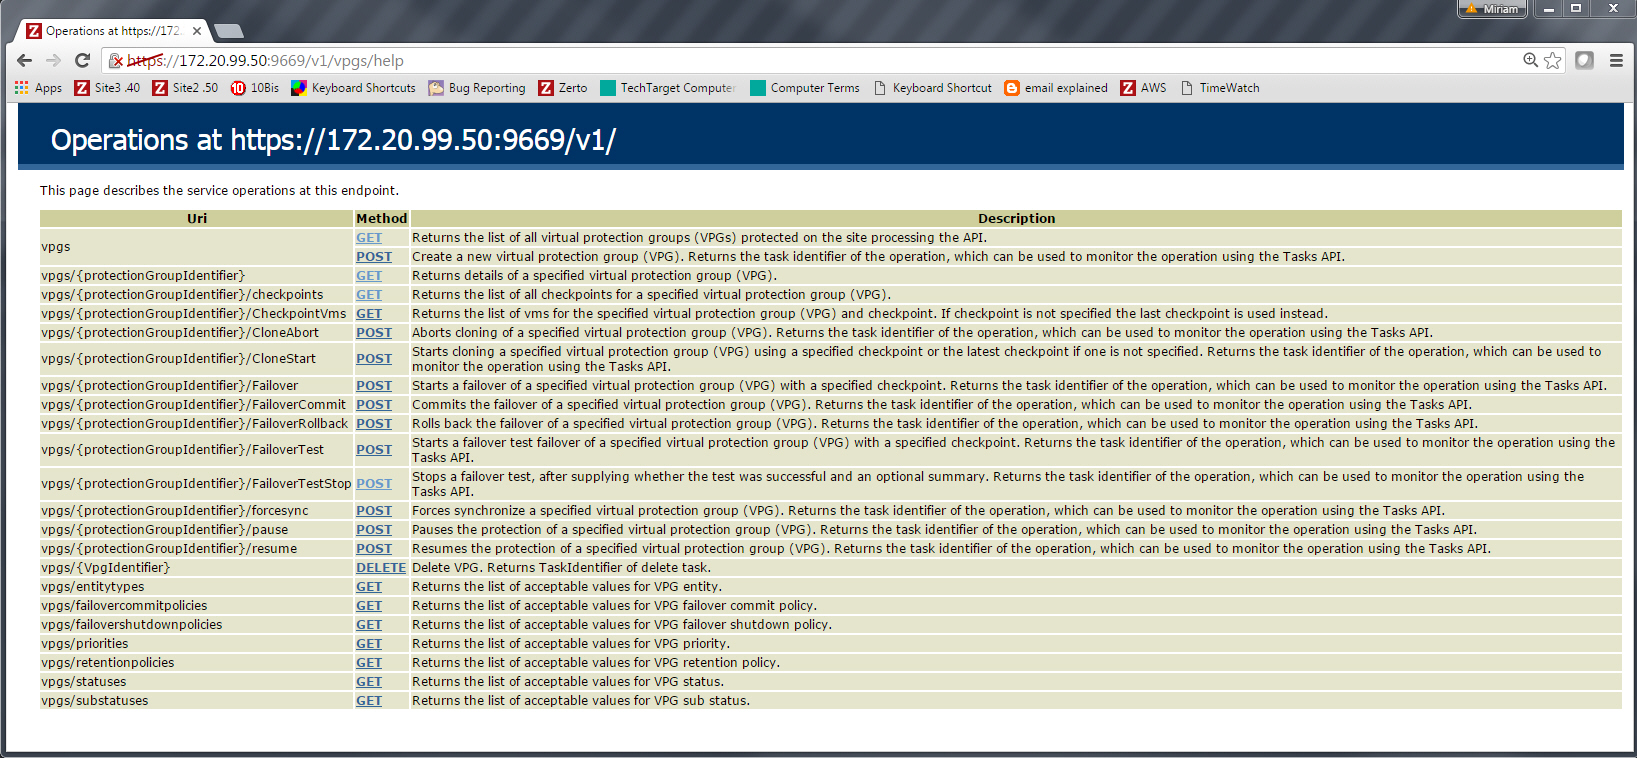 Miriam
Operations at https://172.
https://172.20.99.50:9669/v1/vpgs/help
Apps Site3 .40 Site2 .50 10Bis Keyboard Shortcuts Bug Reporting Zerto TechTarget Computer Computer Terms Keyboard Shortcut email explained AWS TimeWatch
Operations at https://172.20.99.50:9669/v1/
This page describes the service operations at this endpoint.
Uri Method Description
vpgs GET Returns the list of all virtual protection groups (VPGs) protected on the site processing the API.
POST Create a new virtual protection group (VPG). Returns the task identifier of the operation, which can be used to monitor the operation using the Tasks API.
vpgs/{protectionGroupIdentifier} GET Returns details of a specified virtual protection group (VPG).
vpgs/{protectionGroupIdentifier}/checkpoints GET Returns the list of all checkpoints for a specified virtual protection group (VPG).
vpgs/{protectionGroupIdentifier}/CheckpointVms GET Returns the list of vms for the specified virtual protection group (VPG) and checkpoint. If checkpoint is not specified the last checkpoint is used instead.
vpgs/{protectionGroupIdentifier}/CloneAbort POST Aborts cloning of a specified virtual protection group (VPG). Returns the task identifier of the operation, which can be used to monitor the operation using the Tasks API.
vpgs/{protectionGroupIdentifier}/CloneStart POST Starts cloning a specified virtual protection group (VPG) using a specified checkpoint or the latest checkpoint if one is not specified. Returns the task identifier of the operation, which can be used to
monitor the operation using the Tasks API.
vpgs/{protectionGroupIdentifier}/Failover POST Starts a failover of a specified virtual protection group (VPG) with a specified checkpoint. Returns the task identifier of the operation, which can be used to monitor the operation using the Tasks API.
vpgs/{protectionGroupIdentifier}/FailoverCommit POST Commits the failover of a specified virtual protection group (VPG). Returns the task identifier of the operation, which can be used to monitor the operation using the Tasks API.
vpgs/{protectionGroupIdentifier}/FailoverRollback POST Rolls back the failover of a specified virtual protection group (VPG). Returns the task identifier of the operation, which can be used to monitor the operation using the Tasks API.
vpgs/{protectionGroupIdentifier}/FailoverTest POST Starts a failover test failover of a specified virtual protection group (VPG) with a specified checkpoint. Returns the task identifier of the operation, which can be used to monitor the operation using the
Tasks API.
vpgs/{protectionGroupIdentifier}/FailoverTestStop POST Stops a failover test, after supplying whether the test was successful and an optional summary. Returns the task identifier of the operation, which can be used to monitor the operation using the
Tasks API.
vpgs/{protectionGroupIdentifier}/forcesync POST Forces synchronize a specified virtual protection group (VPG). Returns the task identifier of the operation, which can be used to monitor the operation using the Tasks API.
vpgs/{protectionGroupIdentifier}/pause POST Pauses the protection of a specified virtual protection group (VPG). Returns the task identifier of the operation, which can be used to monitor the operation using the Tasks API.
vpgs/{protectionGroupIdentifier}/resume POST Resumes the protection of a specified virtual protection group (VPG). Returns the task identifier of the operation, which can be used to monitor the operation using the Tasks API.
vpgs/{VpgIdentifier} DELETE Delete VPG. Returns TaskIdentifier of delete task.
vpgs/entitytypes GET Returns the list of acceptable values for VPG entity.
vpgs/failovercommitpolicies GET Returns the list of acceptable values for VPG failover commit policy.
vpgs/failovershutdownpolicies GET Returns the list of acceptable values for VPG failover shutdown policy.
vpgs/priorities GET Returns the list of acceptable values for VPG priority.
vpgs/retentionpolicies GET Returns the list of acceptable values for VPG retention policy.
vpgs/statuses GET Returns the list of acceptable values for VPG status.
vpgs/substatuses GET Returns the list of acceptable values for VPG sub status.